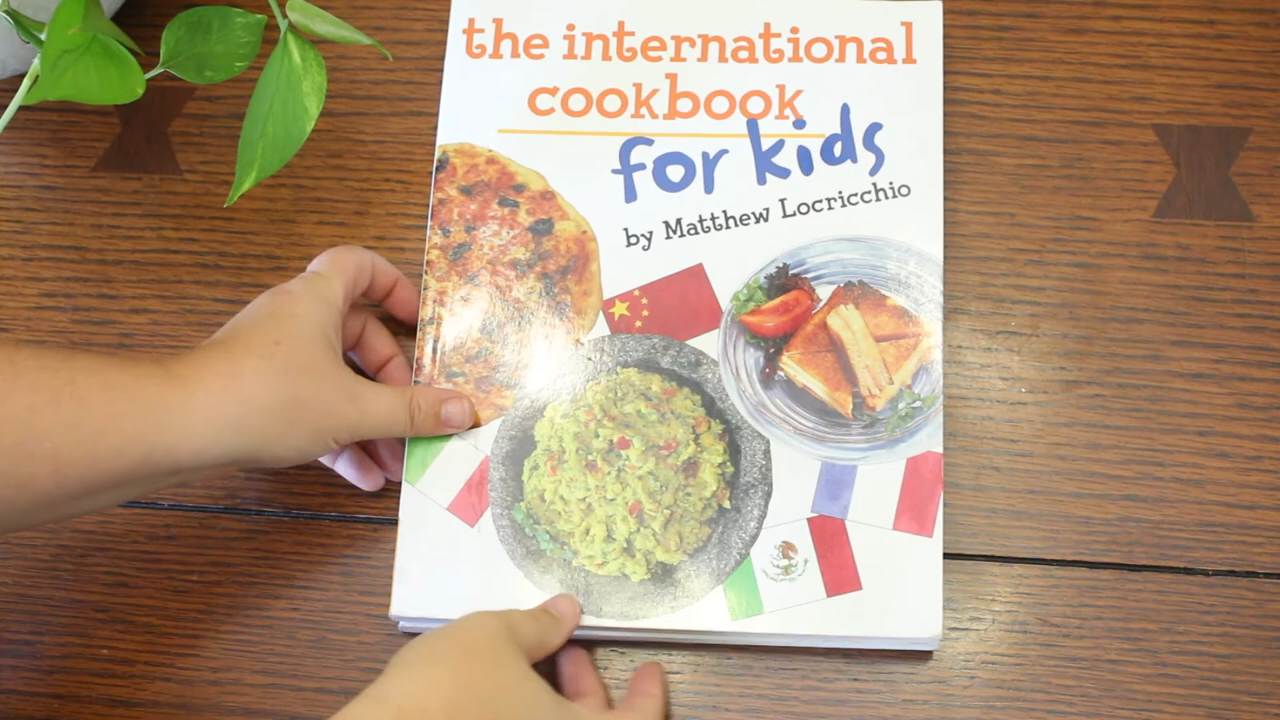 the international
cookbook
for kids
by Matthew Locricchio